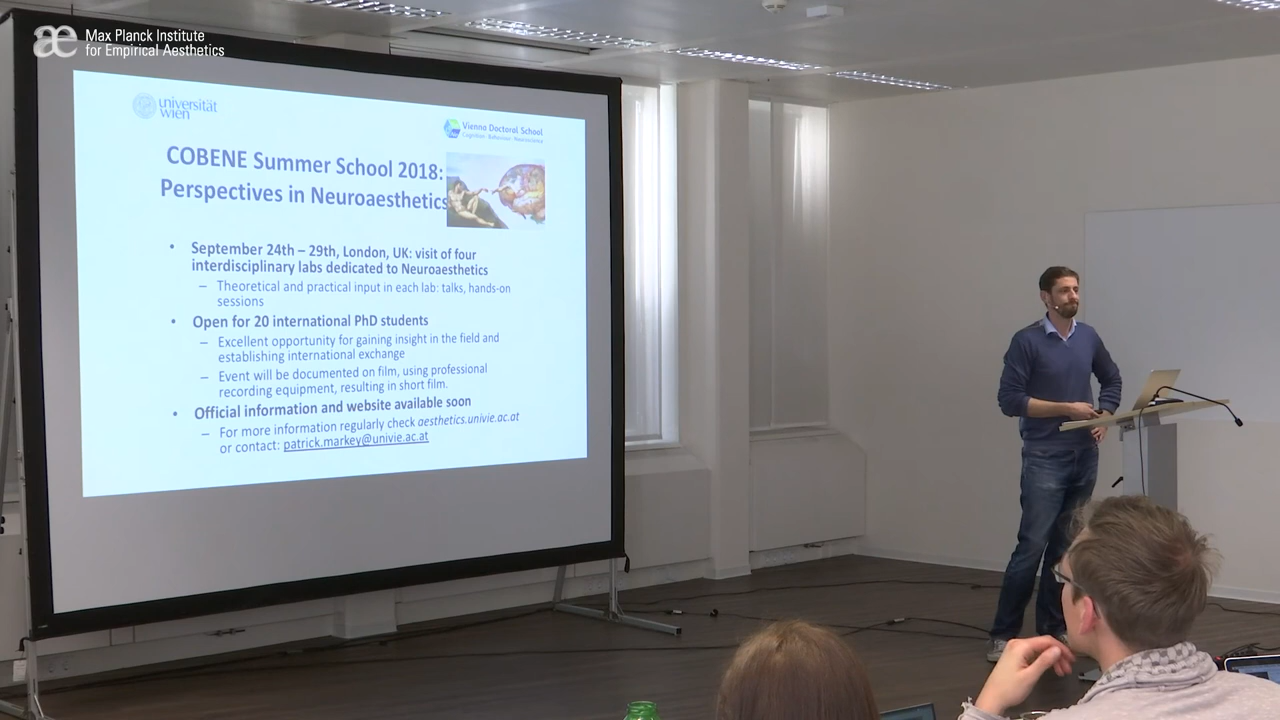 Max Planck Institute
for Empirical Aesthetics
universität
wien
Vienna Doctoral School
Cognition · Behaviour · Neuroscience
COBENE Summer School 2018:
Perspectives in Neuroaesthetics
• September 24th – 29th, London, UK: visit of four
interdisciplinary labs dedicated to Neuroaesthetics
– Theoretical and practical input in each lab: talks, hands-on
sessions
• Open for 20 international PhD students
– Excellent opportunity for gaining insight in the field and
establishing international exchange
– Event will be documented on film, using professional
recording equipment, resulting in short film.
• Official information and website available soon
– For more information regularly check aesthetics.univie.ac.at
or contact: patrick.markey@univie.ac.at